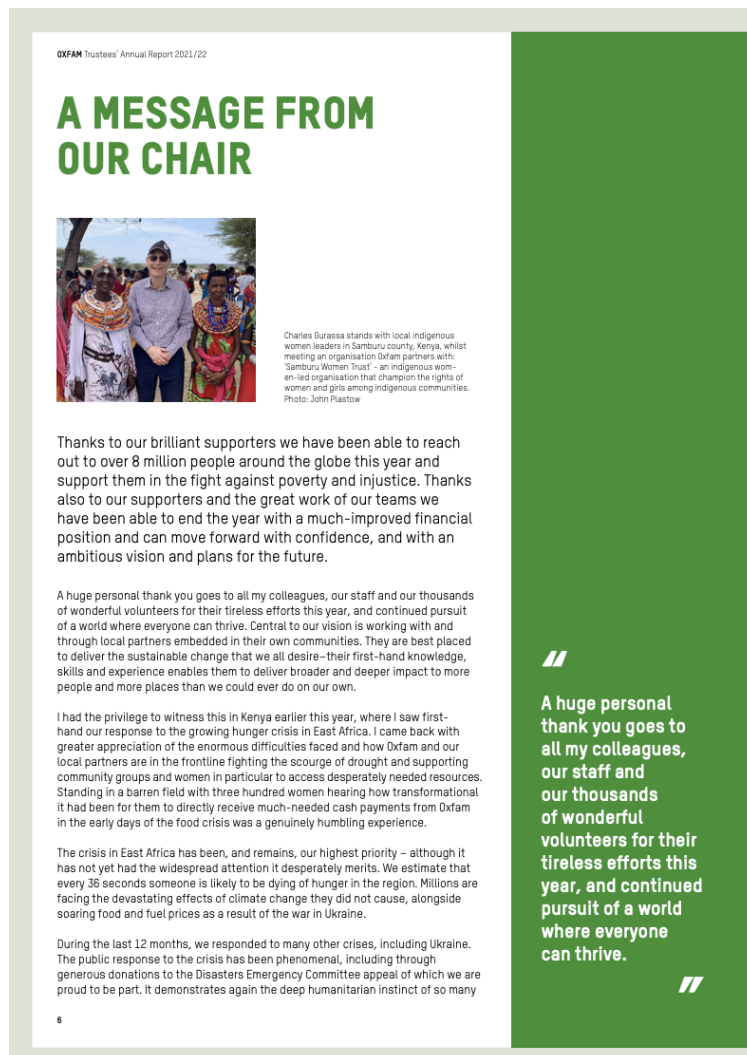 OXFAM Trustees' Annual Report 2021/22
A MESSAGE FROM
OUR CHAIR
Charles Gurassa stands with local indigenous
women leaders in Samburu county, Kenya, whilst
meeting an organisation Oxfam partners with:
'Samburu Women Trust' - an indigenous wom-
en-led organisation that champion the rights of
women and girls among indigenous communities.
Photo: John Plastow
Thanks to our brilliant supporters we have been able to reach
out to over 8 million people around the globe this year and
support them in the fight against poverty and injustice. Thanks
also to our supporters and the great work of our teams we
have been able to end the year with a much-improved financial
position and can move forward with confidence, and with an
ambitious vision and plans for the future.
A huge personal thank you goes to all my colleagues, our staff and our thousands
of wonderful volunteers for their tireless efforts this year, and continued pursuit
of a world where everyone can thrive. Central to our vision is working with and
through local partners embedded in their own communities. They are best placed
to deliver the sustainable change that we all desire–their first-hand knowledge,
skills and experience enables them to deliver broader and deeper impact to more
people and more places than we could ever do on our own.
I had the privilege to witness this in Kenya earlier this year, where I saw first-
hand our response to the growing hunger crisis in East Africa. I came back with
greater appreciation of the enormous difficulties faced and how Oxfam and our
local partners are in the frontline fighting the scourge of drought and supporting
community groups and women in particular to access desperately needed resources.
Standing in a barren field with three hundred women hearing how transformational
it had been for them to directly receive much-needed cash payments from Oxfam
in the early days of the food crisis was a genuinely humbling experience.
The crisis in East Africa has been, and remains, our highest priority – although it
has not yet had the widespread attention it desperately merits. We estimate that
every 36 seconds someone is likely to be dying of hunger in the region. Millions are
facing the devastating effects of climate change they did not cause, alongside
soaring food and fuel prices as a result of the war in Ukraine.
During the last 12 months, we responded to many other crises, including Ukraine.
The public response to the crisis has been phenomenal, including through
generous donations to the Disasters Emergency Committee appeal of which we are
proud to be part. It demonstrates again the deep humanitarian instinct of so many
6
"
A huge personal
thank you goes to
all my colleagues,
our staff and
our thousands
of wonderful
volunteers for their
tireless efforts this
year, and continued
pursuit of a world
where everyone
can thrive.
"